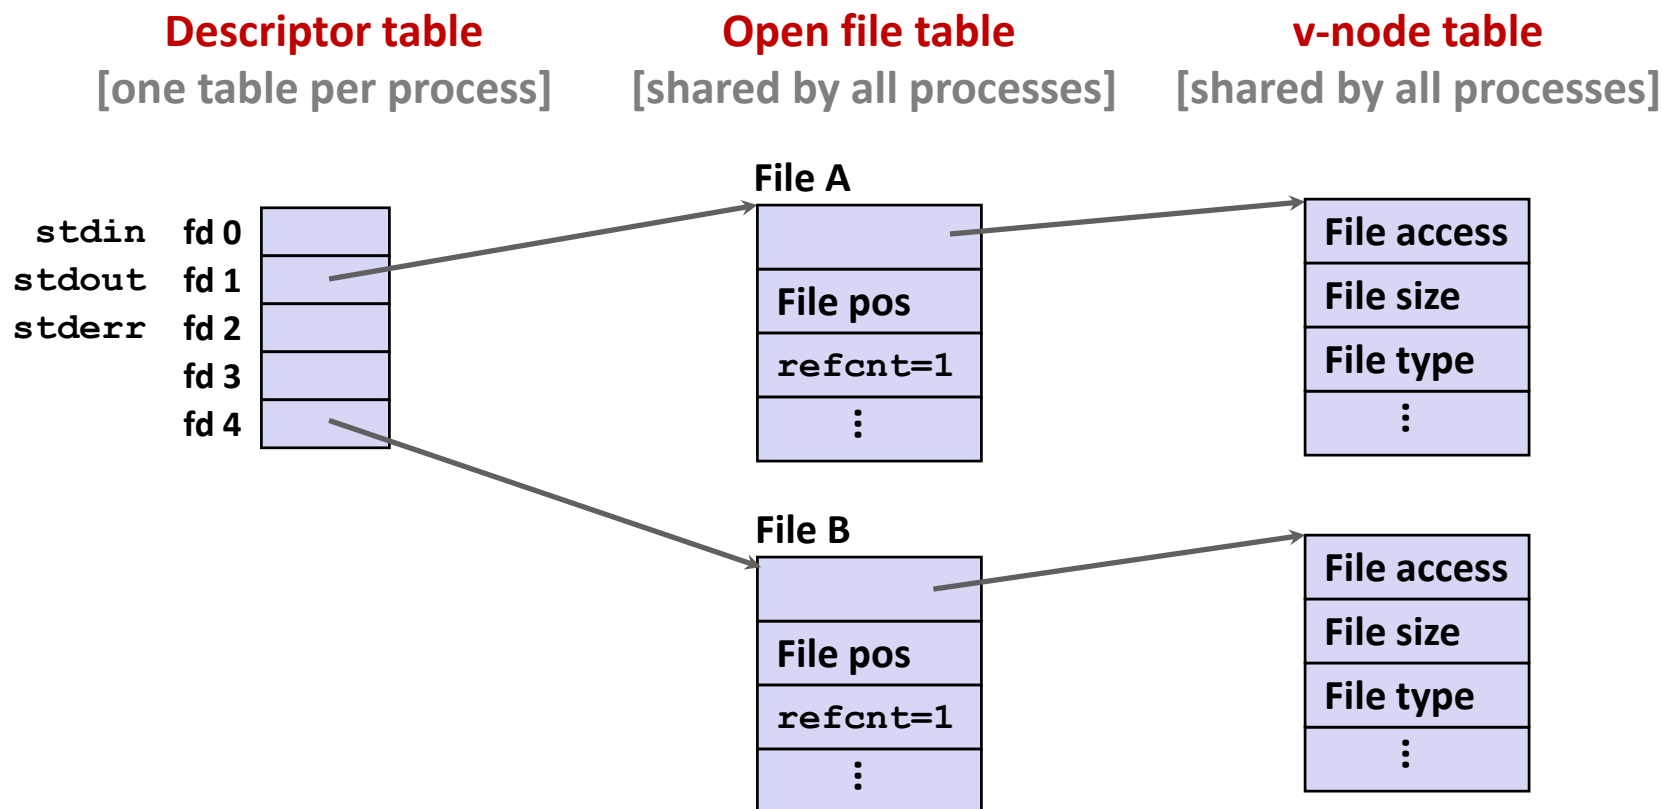 Descriptor table
[one table per process]
Open file table
[shared by all processes]
v-node table
[shared by all processes]
stdin fd 0
stdout fd 1
stderr fd 2
fd 3
fd 4
File A
File pos
refcnt=1
⋮
File access
File size
File type
⋮
File B
File pos
refcnt=1
⋮
File access
File size
File type
⋮